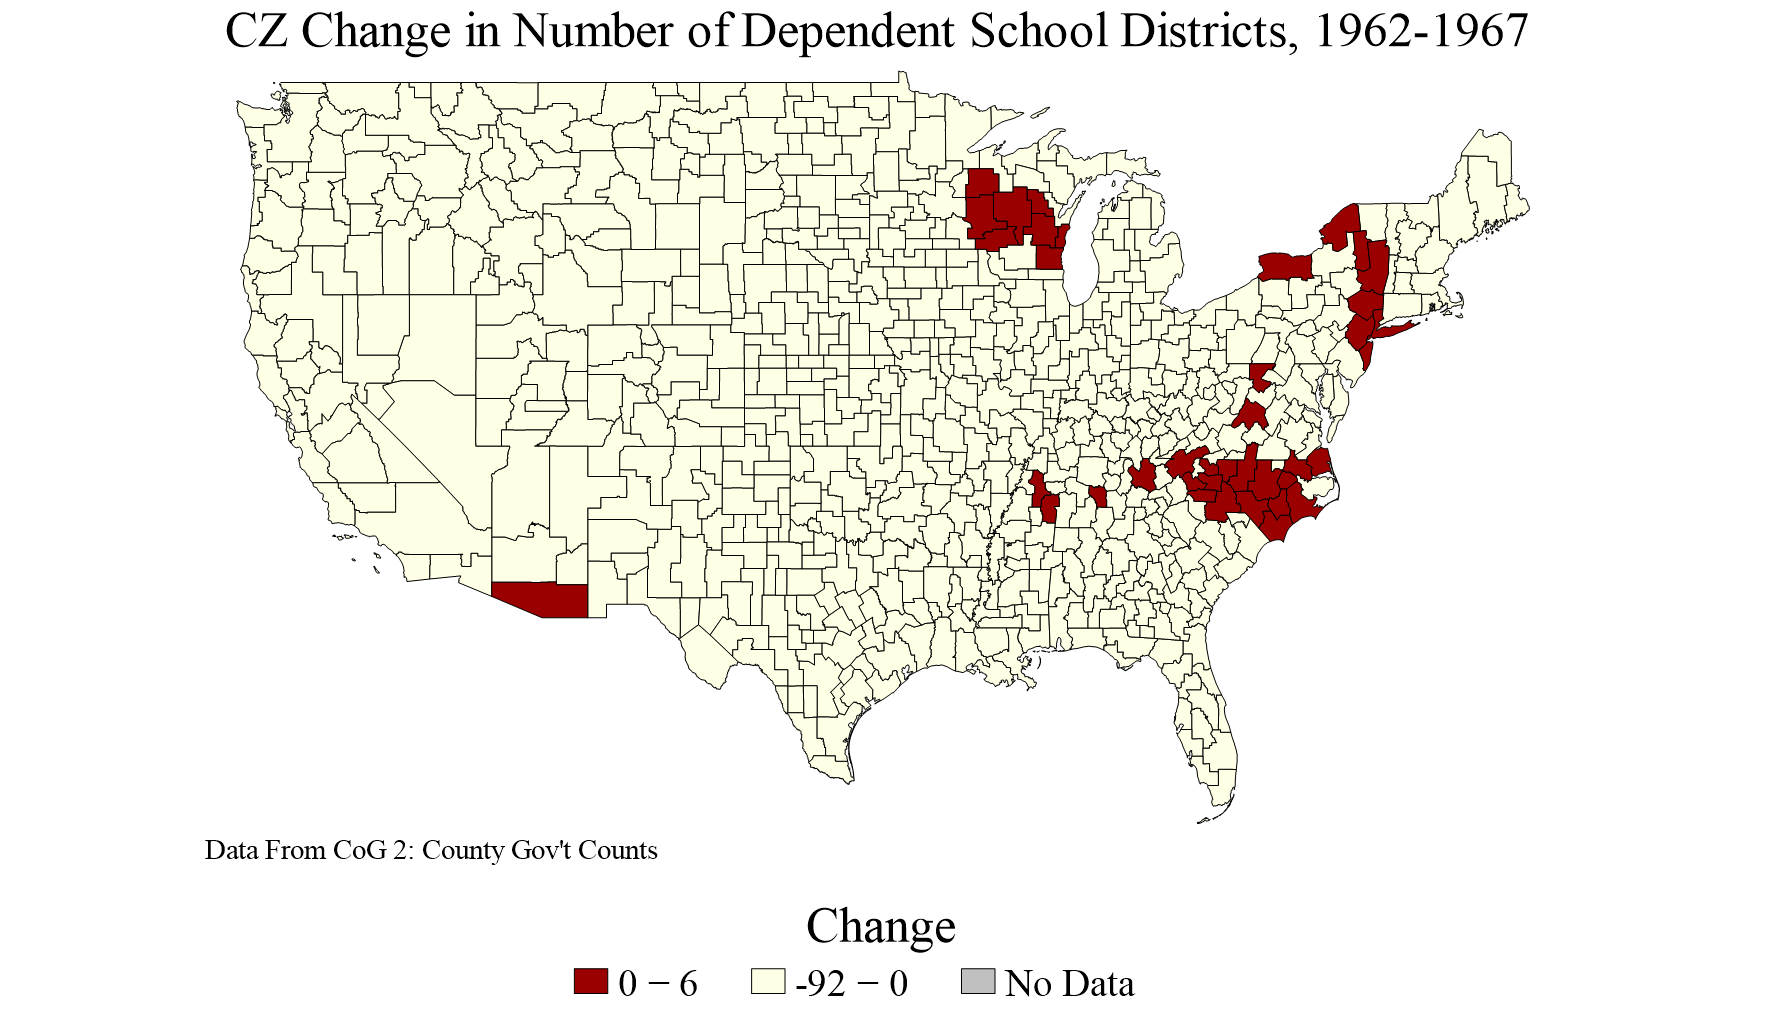 CZ Change in Number of Dependent School Districts, 1962-1967
Data From CoG 2: County Gov't Counts
Change
0 − 6
-92 − 0
No Data